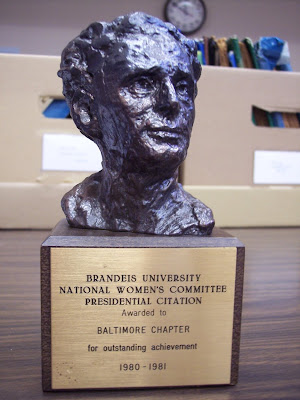 BRANDEIS UNIVERSITY
NATIONAL WOMEN'S COMMITTEE
PRESIDENTIAL CITATION
Awarded to
BALTIMORE CHAPTER
for outstanding achievement
1980-1981